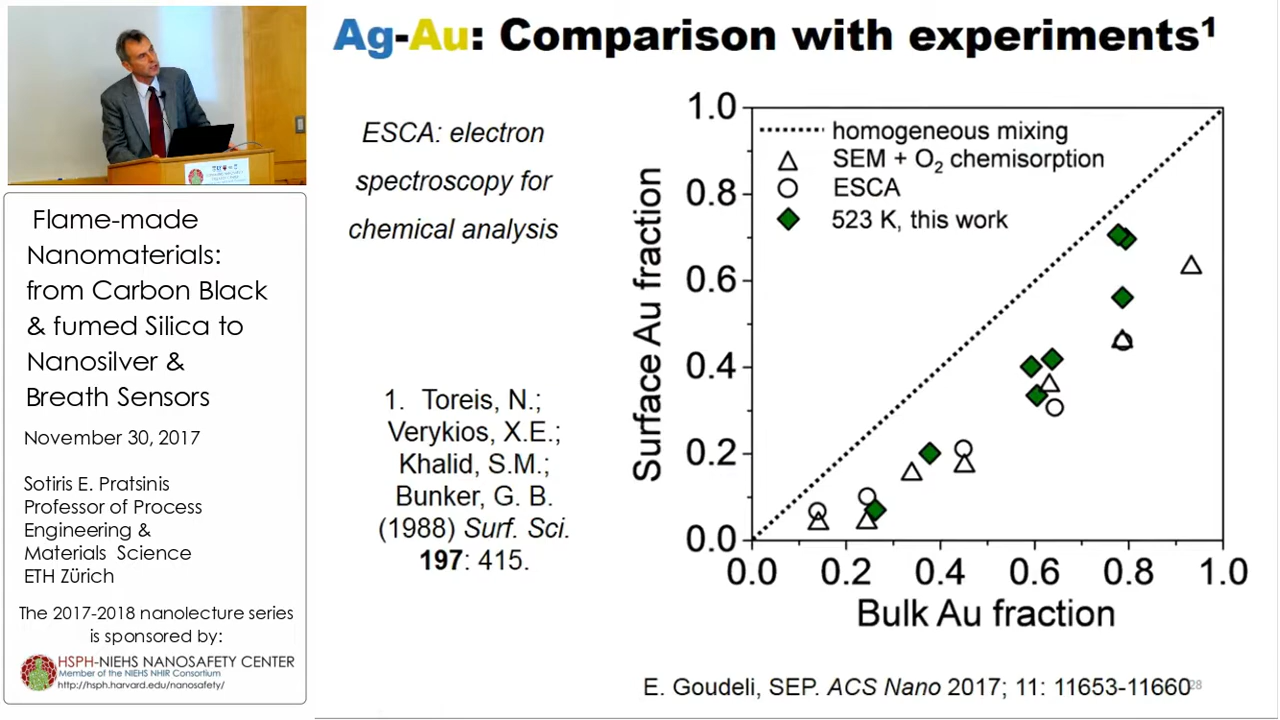 Ag-Au: Comparison with experiments¹
ESCA: electron
spectroscopy for
chemical analysis
1. Toreis, N.;
Verykios, X.E.;
Khalid, S.M.;
Bunker, G. B.
(1988) Surf. Sci.
197: 415.
homogeneous mixing
SEM + O₂ chemisorption
ESCA
523 K, this work
Surface Au fraction
1.0
0.8
0.6
0.4
0.2
0.0
0.0 0.2 0.4 0.6 0.8 1.0
Bulk Au fraction
E. Goudeli, SEP. ACS Nano 2017; 11: 11653-11660
28
Flame-made
Nanomaterials:
from Carbon Black
& fumed Silica to
Nanosilver &
Breath Sensors
November 30, 2017
Sotiris E. Pratsinis
Professor of Process
Engineering &
Materials Science
ETH Zürich
The 2017-2018 nanolecture series
is sponsored by:
HSPH-NIEHS NANOSAFETY CENTER
Member of the NIEHS NHIR Consortium
http://hsph.harvard.edu/nanosafety/